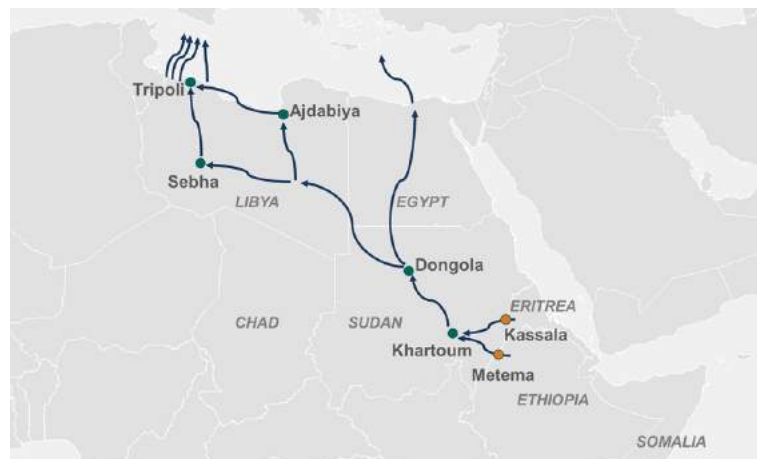 Tripoli
Ajdabiya
Sebha
LIBYA
EGYPT
Dongola
ERITREA
CHAD
SUDAN
Kassala
Khartoum
Metema
ETHIOPIA
SOMALIA